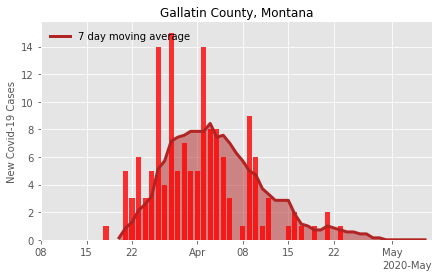 Gallatin County, Montana
7 day moving average
New Covid-19 Cases
14
12
10
8
6
4
2
0
08 15 22 Apr 08 15 22 May
2020-May